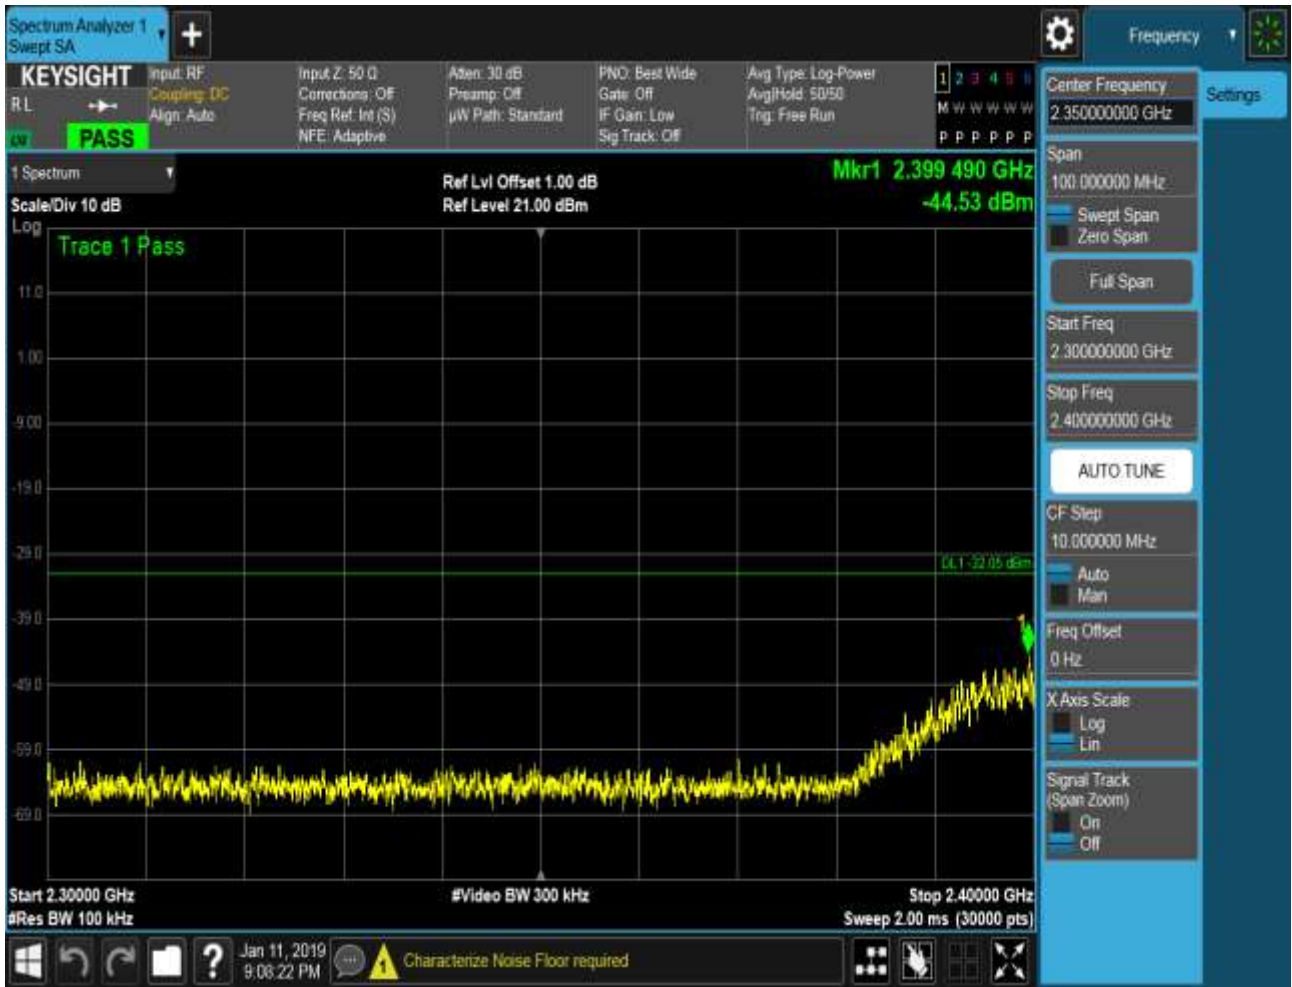 Spectrum Analyzer 1
Swept SA
+
Frequency
KEYSIGHT
R L
PASS
Input: RF
Coupling: DC
Align: Auto
Input Z: 50 Ω
Corrections: Off
Freq Ref: Int (S)
NFE: Adaptive
Atten: 30 dB
Preamp: Off
µW Path: Standard
PNO: Best Wide
Gate: Off
IF Gain: Low
Sig Track: Off
Avg Type: Log-Power
Avg|Hold: 50/50
Trig: Free Run
1 2 3 4 5 6
M W W W W W
P P P P P P
1 Spectrum
Scale/Div 10 dB
Log
Ref Lvl Offset 1.00 dB
Ref Level 21.00 dBm
Mkr1 2.399 490 GHz
-44.53 dBm
Trace 1 Pass
11.0
1.00
-9.00
-19.0
-29.0
DL1 -32.05 dBm
-39.0
1
-49.0
-59.0
-69.0
Start 2.30000 GHz
#Res BW 100 kHz
#Video BW 300 kHz
Stop 2.40000 GHz
Sweep 2.00 ms (30000 pts)
Center Frequency
2.350000000 GHz
Settings
Span
100.000000 MHz
Swept Span
Zero Span
Full Span
Start Freq
2.300000000 GHz
Stop Freq
2.400000000 GHz
AUTO TUNE
CF Step
10.000000 MHz
Auto
Man
Freq Offset
0 Hz
X Axis Scale
Log
Lin
Signal Track
(Span Zoom)
On
Off
?
Jan 11, 2019
9:08:22 PM
1
Characterize Noise Floor required